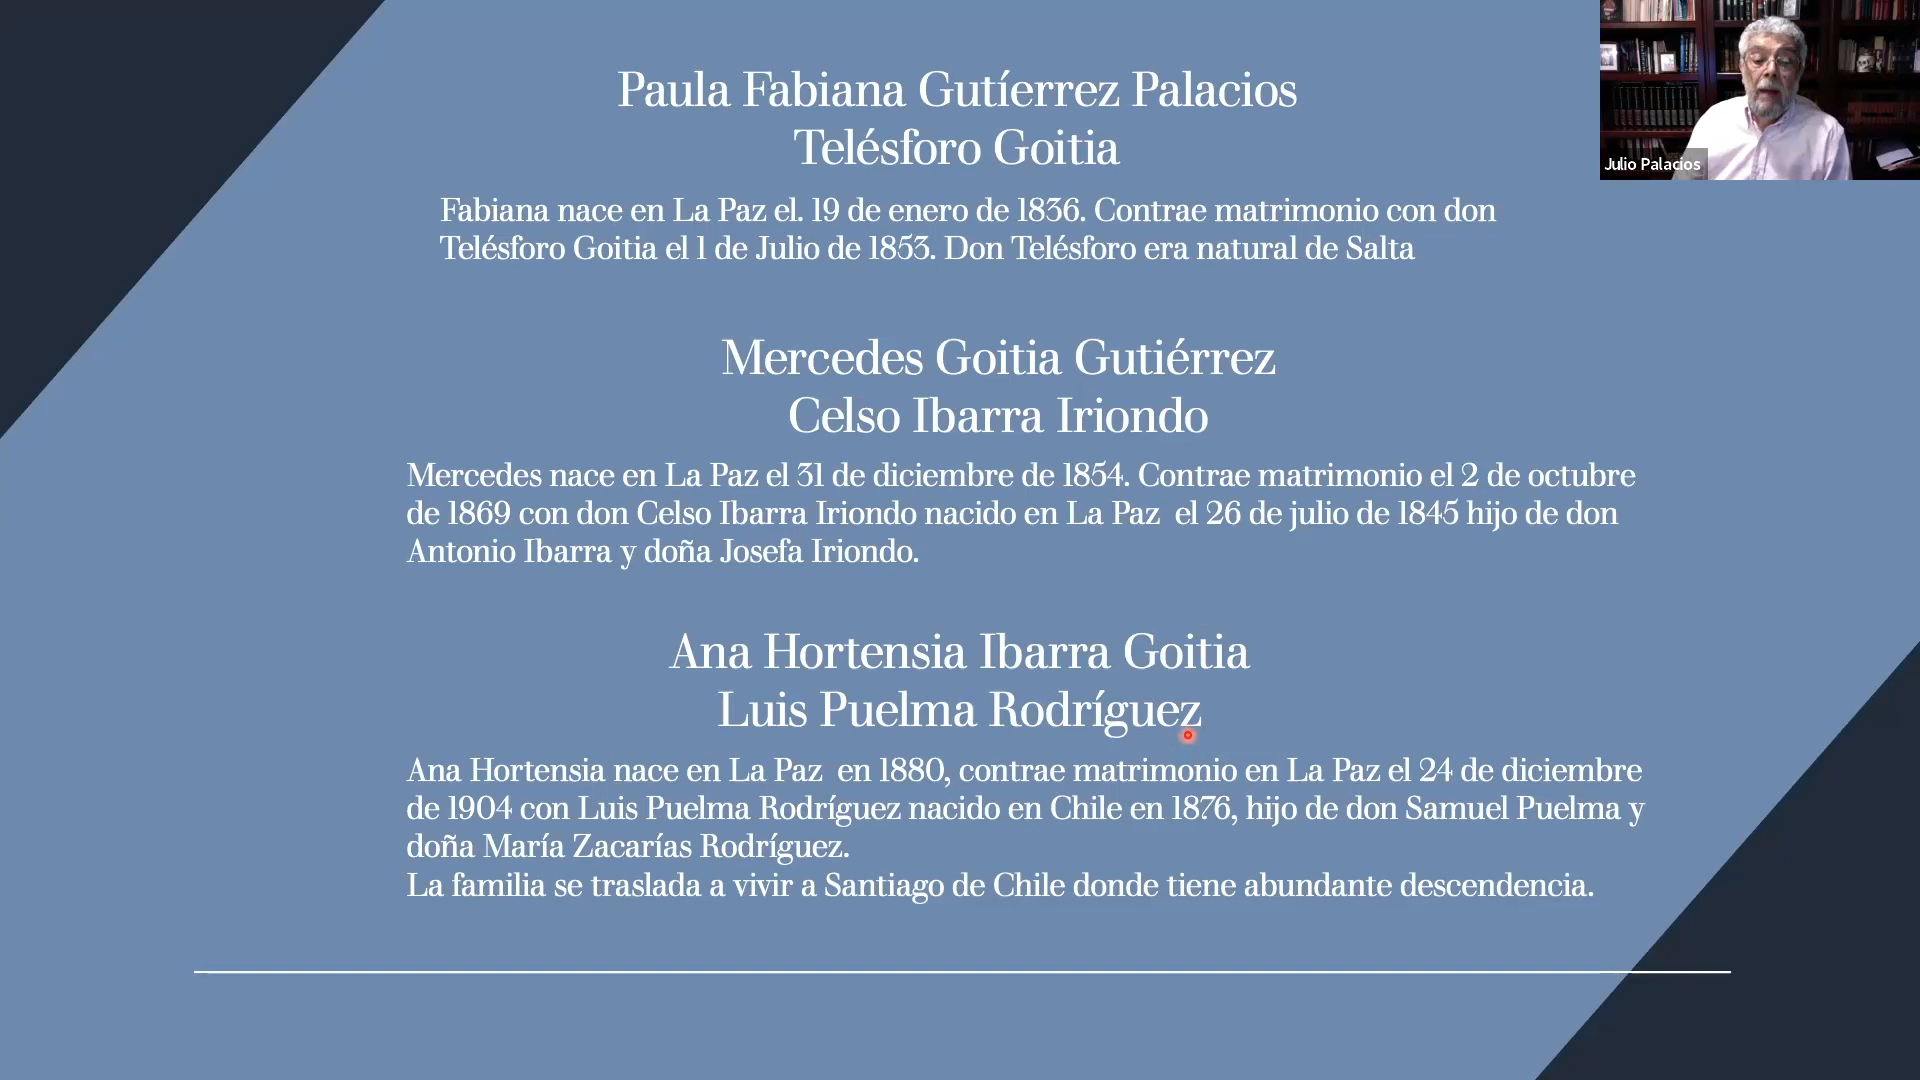 Paula Fabiana Gutíerrez Palacios
Telésforo Goitia
Fabiana nace en La Paz el. 19 de enero de 1836. Contrae matrimonio con don
Telésforo Goitia el 1 de Julio de 1853. Don Telésforo era natural de Salta
Mercedes Goitia Gutiérrez
Celso Ibarra Iriondo
Mercedes nace en La Paz el 31 de diciembre de 1854. Contrae matrimonio el 2 de octubre
de 1869 con don Celso Ibarra Iriondo nacido en La Paz  el 26 de julio de 1845 hijo de don
Antonio Ibarra y doña Josefa Iriondo.
Ana Hortensia Ibarra Goitia
Luis Puelma Rodríguez
Ana Hortensia nace en La Paz  en 1880, contrae matrimonio en La Paz el 24 de diciembre
de 1904 con Luis Puelma Rodríguez nacido en Chile en 1876, hijo de don Samuel Puelma y
doña María Zacarías Rodríguez.
La familia se traslada a vivir a Santiago de Chile donde tiene abundante descendencia.
Julio Palacios